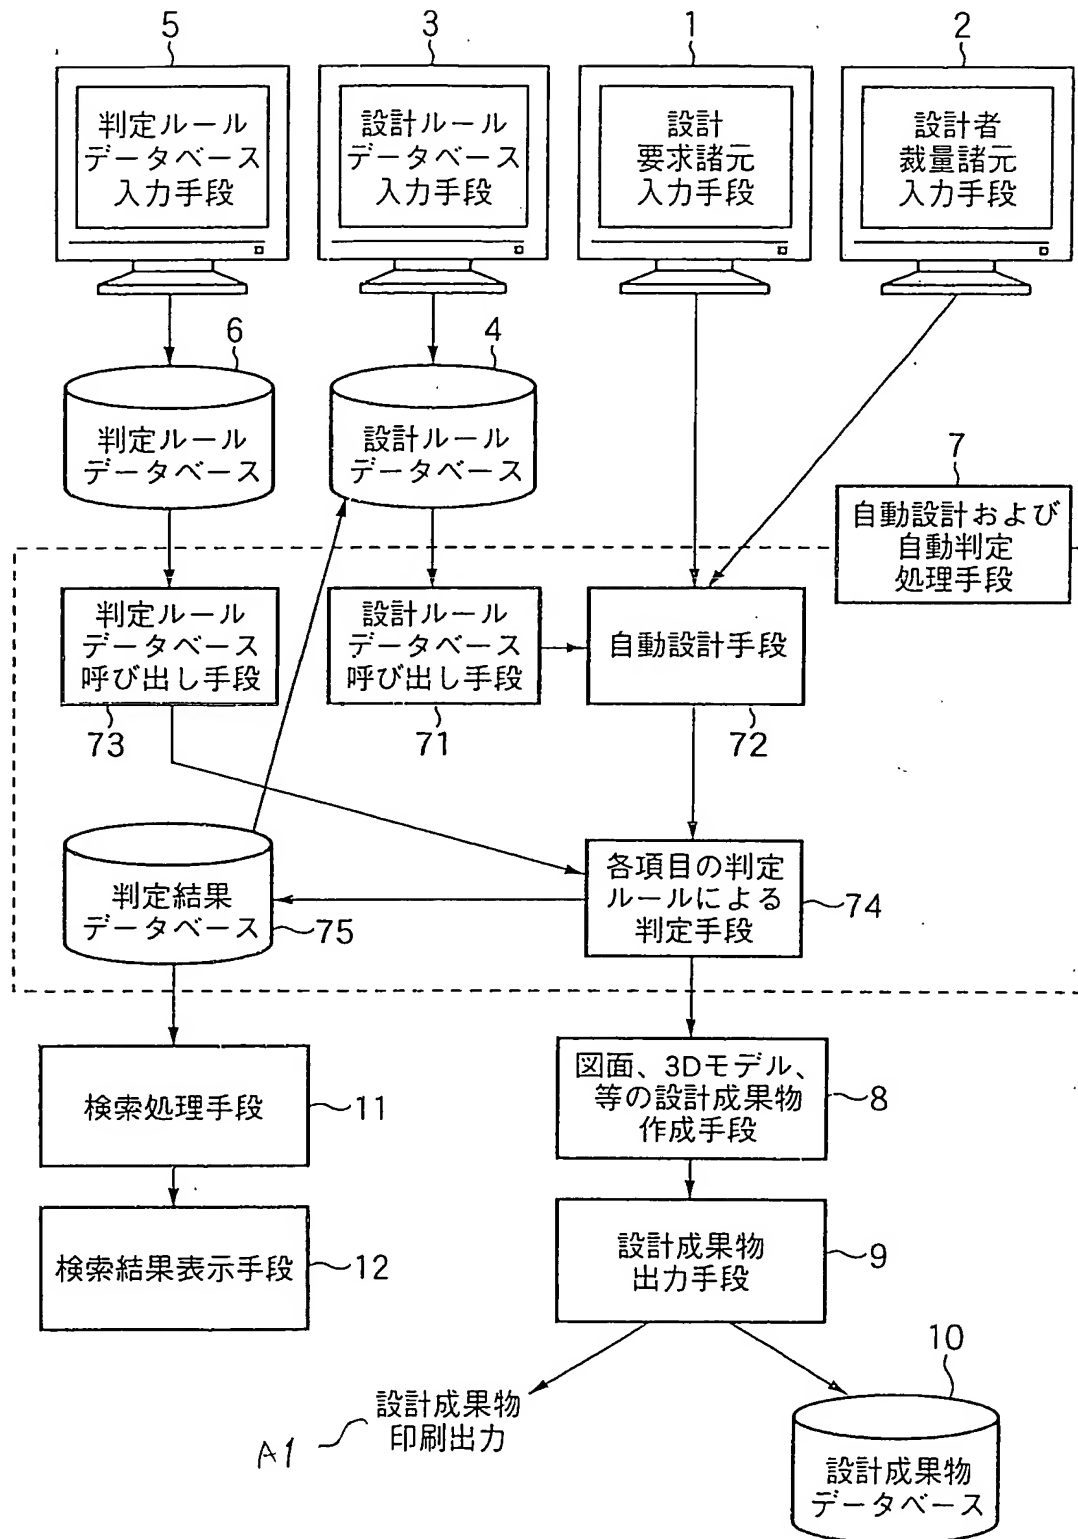 5
3
1
2
判定ルール
データベース
入力手段
設計ルール
データベース
入力手段
設計
要求諸元
入力手段
設計者
裁量諸元
入力手段
6
4
判定ルール
データベース
設計ルール
データベース
7
自動設計および
自動判定
処理手段
判定ルール
データベース
呼び出し手段
設計ルール
データベース
呼び出し手段
自動設計手段
73
71
72
判定結果
データベース
75
各項目の判定
ルールによる
判定手段
74
検索処理手段
11
図面、3Dモデル、
等の設計成果物
作成手段
8
検索結果表示手段
12
設計成果物
出力手段
9
10
設計成果物
印刷出力
A1
設計成果物
データベース